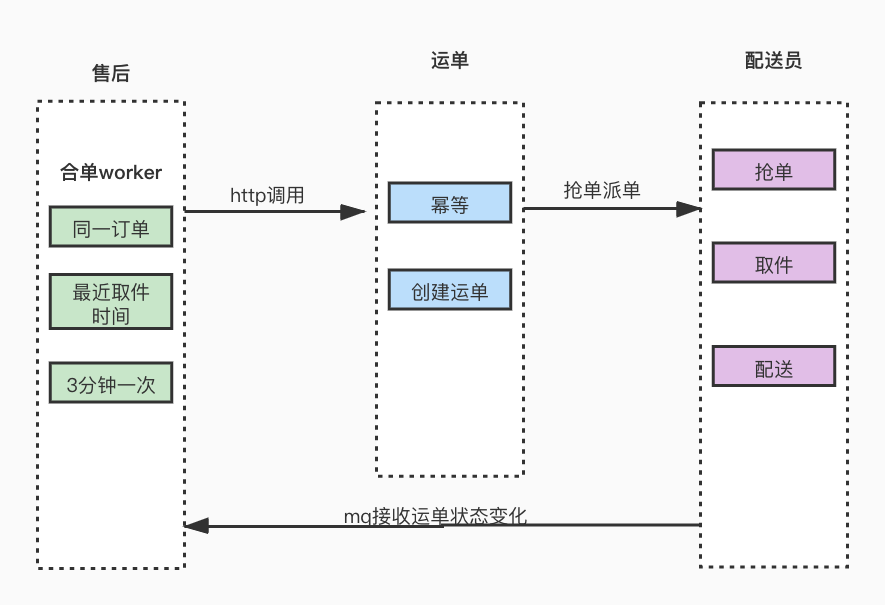 售后
运单
配送员
合单worker
同一订单
最近取件
时间
3分钟一次
http调用
幂等
创建运单
抢单派单
抢单
取件
配送
mq接收运单状态变化